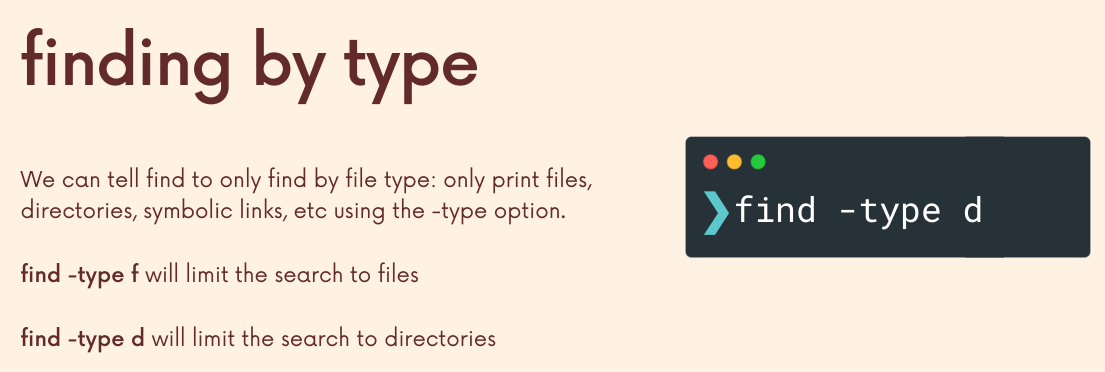 finding by type
We can tell find to only find by file type: only print files,
directories, symbolic links, etc using the -type option.
find -type f will limit the search to files
find -type d will limit the search to directories
❯find -type d